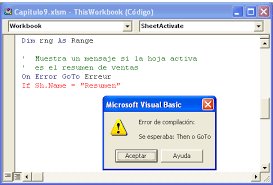 Capitulo9.xlsm - ThisWorkbook (Código)
Workbook
SheetActivate
Dim rng As Range
' Muestra un mensaje si la hoja activa
' es el resumen de ventas
On Error GoTo Erreur
If Sh.Name = "Resumen"
Microsoft Visual Basic
Error de compilación:
Se esperaba: Then o GoTo
Aceptar
Ayuda